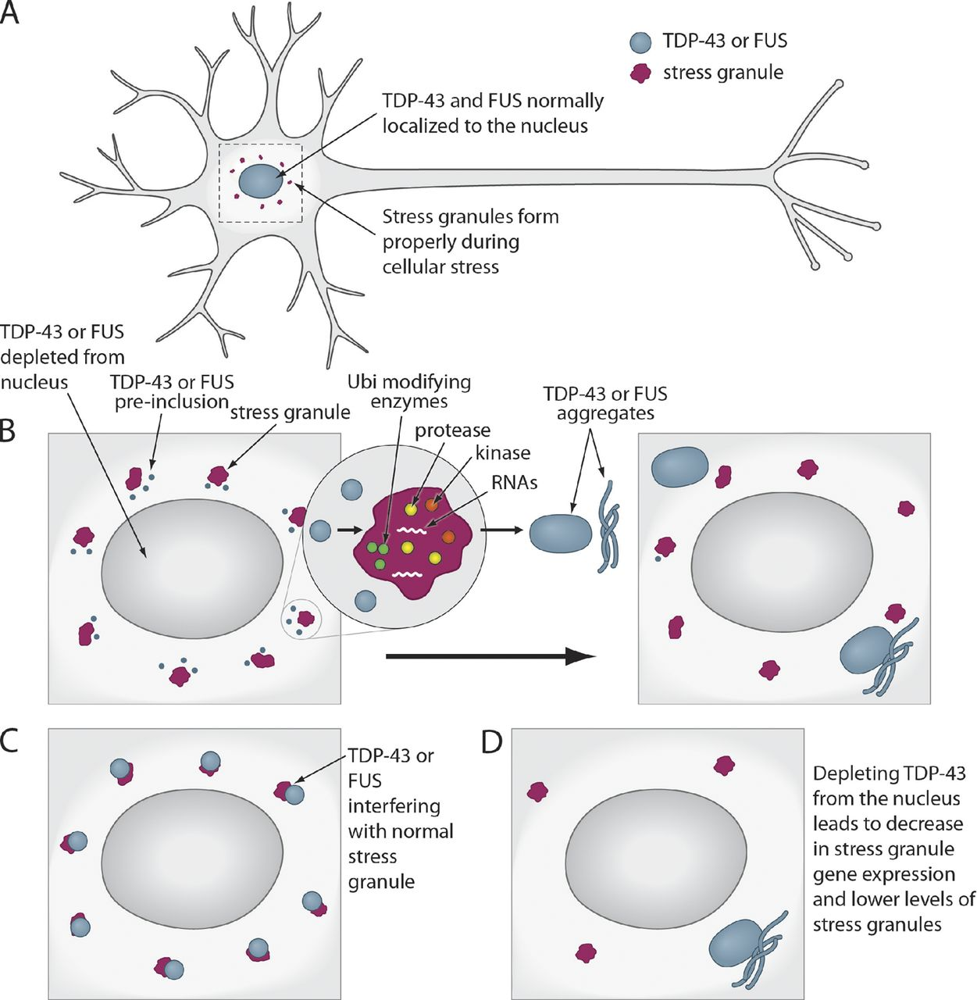 A
TDP-43 or FUS
stress granule
TDP-43 and FUS normally
localized to the nucleus
Stress granules form
properly during
cellular stress
TDP-43 or FUS
depleted from
nucleus
TDP-43 or FUS
pre-inclusion
stress granule
Ubi modifying
enzymes
protease
kinase
RNAs
TDP-43 or FUS
aggregates
B
C
TDP-43 or
FUS
interfering
with normal
stress
granule
D
Depleting TDP-43
from the nucleus
leads to decrease
in stress granule
gene expression
and lower levels of
stress granules